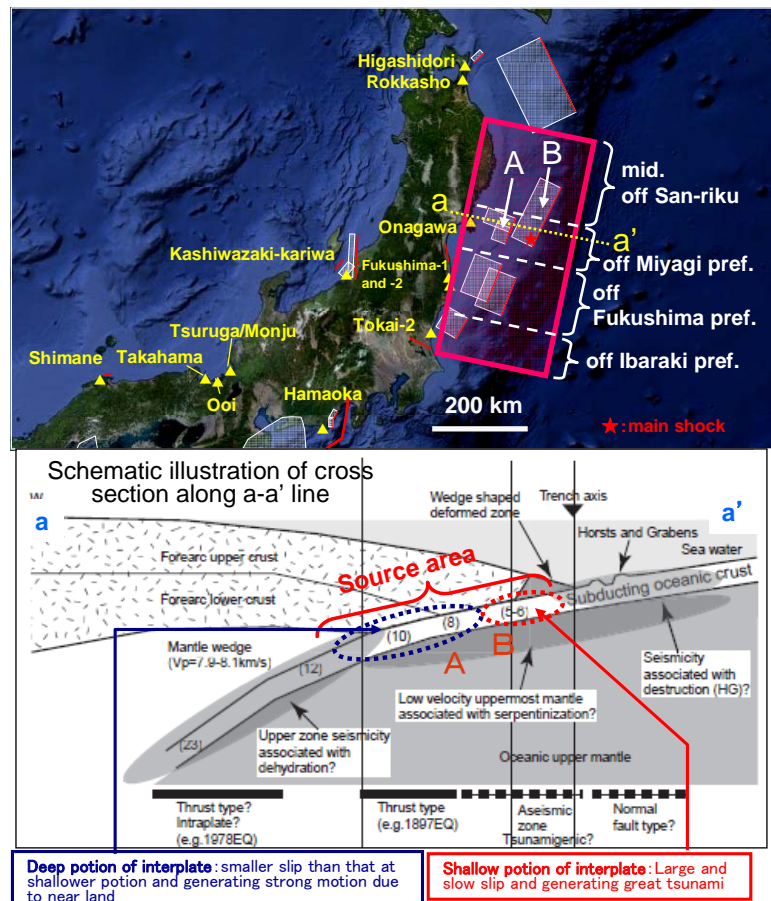 Higashidori
Rokkasho
A
B
mid.
off San-riku
a
Onagawa
a'
off Miyagi pref.
Kashiwazaki-kariwa
Fukushima-1
and -2
off
Fukushima pref.
Tsuruga/Monju
Tokai-2
Shimane
Takahama
off Ibaraki pref.
Ooi
Hamaoka
200 km
★:main shock
Schematic illustration of cross
section along a-a' line
a
Wedge shaped
deformed zone
Trench axis
a'
Horsts and Grabens
Sea water
Forearc upper crust
Source area
Subducting oceanic crust
Forearc lower crust
(5-6)
(8)
(10)
B
Mantle wedge
(Vp=7.9-8.1km/s)
(12)
A
Seismicity
associated with
destruction (HG)?
Low velocity uppermost mantle
associated with serpentinization?
(23)
Upper zone seismicity
associated with
dehydration?
Oceanic upper mantle
Thrust type?
Intraplate?
(e.g.1978EQ)
Thrust type
(e.g.1897EQ)
Aseismic
zone
Tsunamigenic?
Normal
fault type?
Deep potion of interplate:smaller slip than that at
shallower potion and generating strong motion due
to near land
Shallow potion of interplate:Large and
slow slip and generating great tsunami